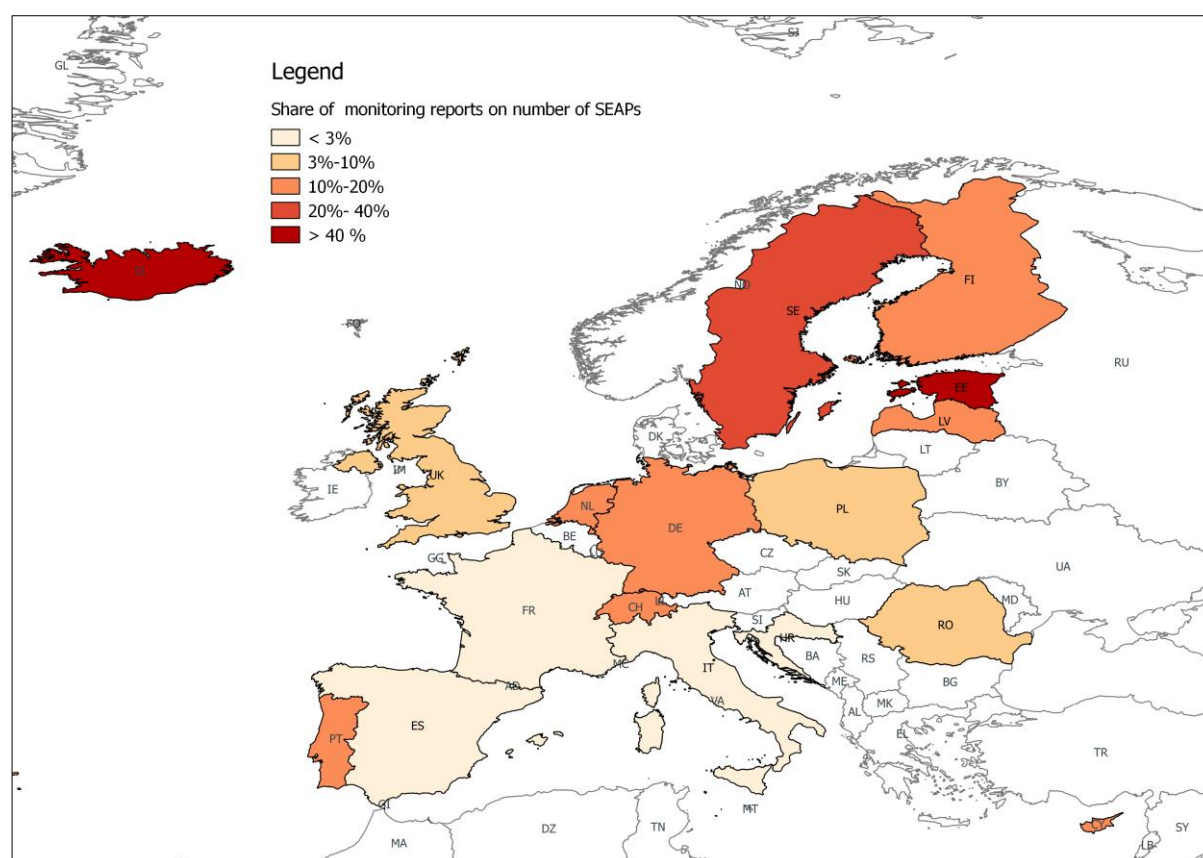 SJ
GL
Legend
Share of  monitoring reports on number of SEAPs
< 3%
3%-10%
10%-20%
20%- 40%
> 40 %
NO
FI
SE
RU
EE
LV
DK
LT
IM
UK
IE
BY
NL
PL
DE
BE
GG
CZ
UA
SK
AT
HU
MD
FR
CH
SI
RO
HR
MC
IT
BA
RS
AD
ME
BG
VA
MK
ES
AL
PT
EL
TR
GI
MT
CY
MA
DZ
TN
SY
LB